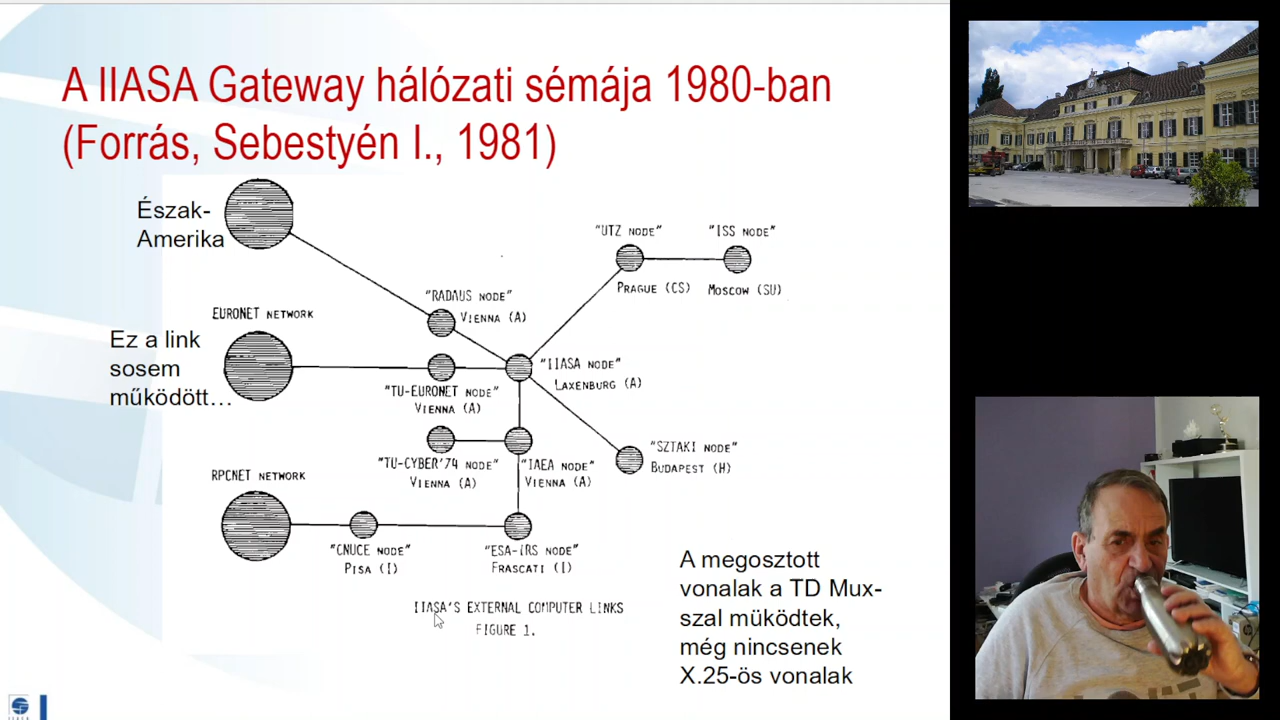 A IIASA Gateway hálózati sémája 1980-ban
(Forrás, Sebestyén I., 1981)
Észak-
Amerika
"UTZ NODE"
"ISS NODE"
PRAGUE (CS)
MOSCOW (SU)
"RADAUS NODE"
VIENNA (A)
EURONET NETWORK
Ez a link
sosem
működött…
"IIASA NODE"
LAXENBURG (A)
"TU-EURONET NODE"
VIENNA (A)
"SZTAKI NODE"
BUDAPEST (H)
"TU-CYBER'74 NODE"
VIENNA (A)
"IAEA NODE"
VIENNA (A)
RPCNET NETWORK
"CNUCE NODE"
PISA (I)
"ESA-IRS NODE"
FRASCATI (I)
A megosztott
vonalak a TD Mux-
szal müködtek,
még nincsenek
X.25-ös vonalak
IIASA'S EXTERNAL COMPUTER LINKS
FIGURE 1.
IIASA